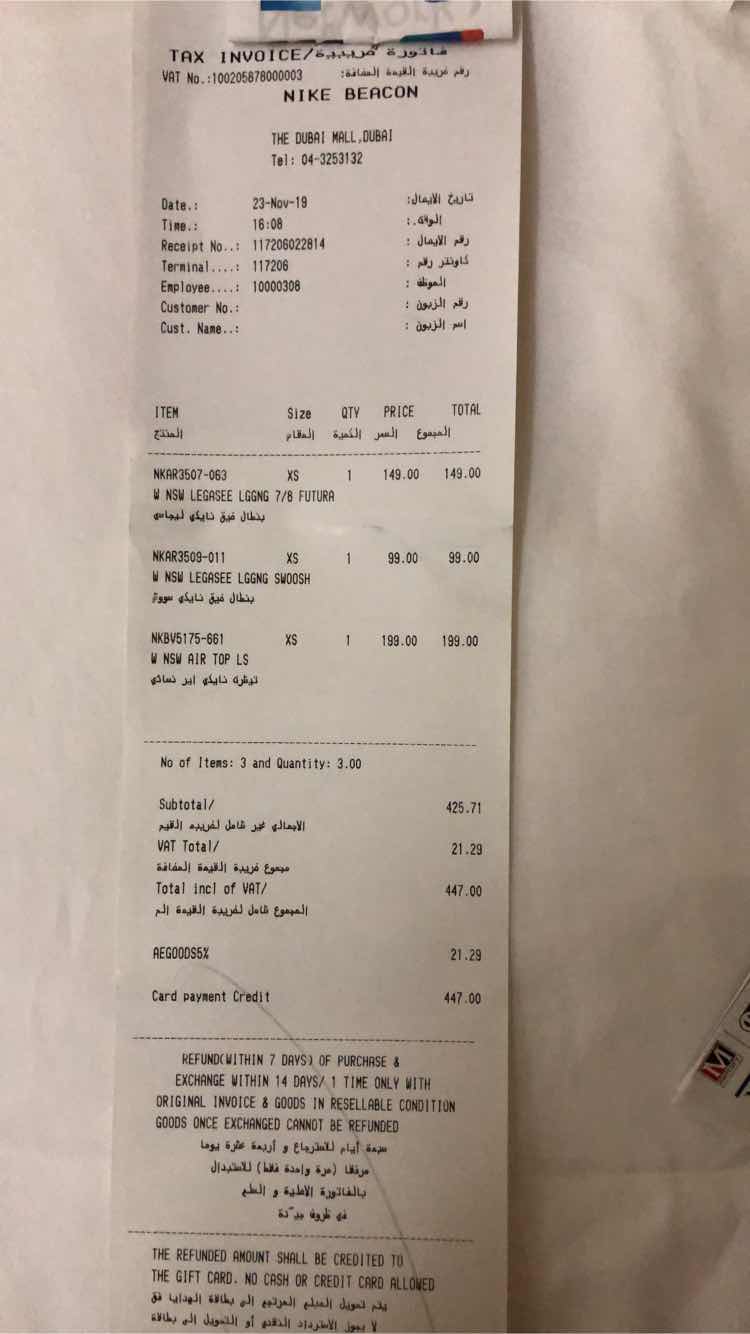 TAX INVOICE/فاتورة ضريبية
VAT No.:100205878000003 رقم ضريبة القيمة المضافة:
NIKE BEACON
THE DUBAI MALL,DUBAI
Tel: 04-3253132
Date.: 23-Nov-19 تاريخ الايصال:
Time.: 16:08 الوقت.:
Receipt No..: 117206022814 رقم الايصال :
Terminal....: 117206 كاونتر رقم :
Employee....: 10000308 الموظف :
Customer No.: رقم الزبون :
Cust. Name..: اسم الزبون :
ITEM Size QTY PRICE TOTAL
المنتج المقاس الكمية السعر المجموع
NKAR3507-063 XS 1 149.00 149.00
W NSW LEGASEE LGGNG 7/8 FUTURA
بنطال ضيق نايكي ليجاسي
NKAR3509-011 XS 1 99.00 99.00
W NSW LEGASEE LGGNG SWOOSH
بنطال ضيق نايكي سووش
NKBV5175-661 XS 1 199.00 199.00
W NSW AIR TOP LS
تيشرت نايكي اير نسائي
No of Items: 3 and Quantity: 3.00
Subtotal/ 425.71
الاجمالي غير شامل لضريبه القيم
VAT Total/ 21.29
مجموع ضريبة القيمة المضافة
Total incl of VAT/ 447.00
المجموع شامل لضريبة القيمة الم
AEGOODS5% 21.29
Card payment Credit 447.00
REFUND(WITHIN 7 DAYS) OF PURCHASE &
EXCHANGE WITHIN 14 DAYS/ 1 TIME ONLY WITH
ORIGINAL INVOICE & GOODS IN RESELLABLE CONDITION
GOODS ONCE EXCHANGED CANNOT BE REFUNDED
سبعة أيام للاسترجاع و أربعة عشرة يوما
مرفقا (مرة واحدة فقط) للاستبدال
بالفاتورة الاصلية و السلع
في ظروف جيدة
THE REFUNDED AMOUNT SHALL BE CREDITED TO
THE GIFT CARD. NO CASH OR CREDIT CARD ALLOWED
يتم تحويل المبلغ المرتجع الى بطاقة الهدايا فق
لا يجوز الاسترداد النقدي أو التحويل الى بطاقة